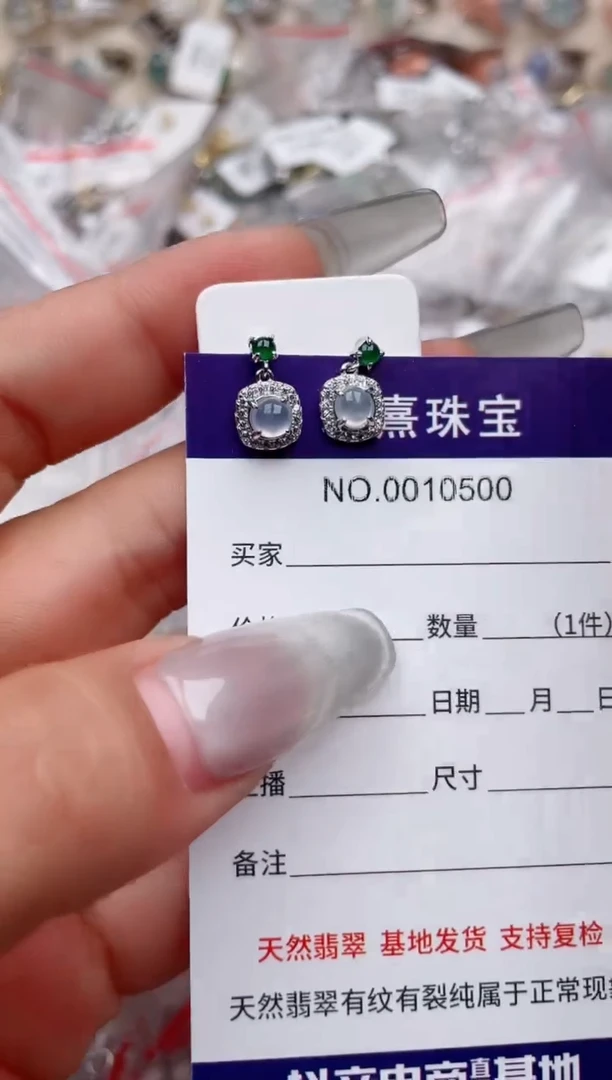 熹珠宝
NO.0010500
买家
数量 (1件)
日期 月 日
播 尺寸
备注
天然翡翠 基地发货 支持复检
天然翡翠有纹有裂纯属于正常现